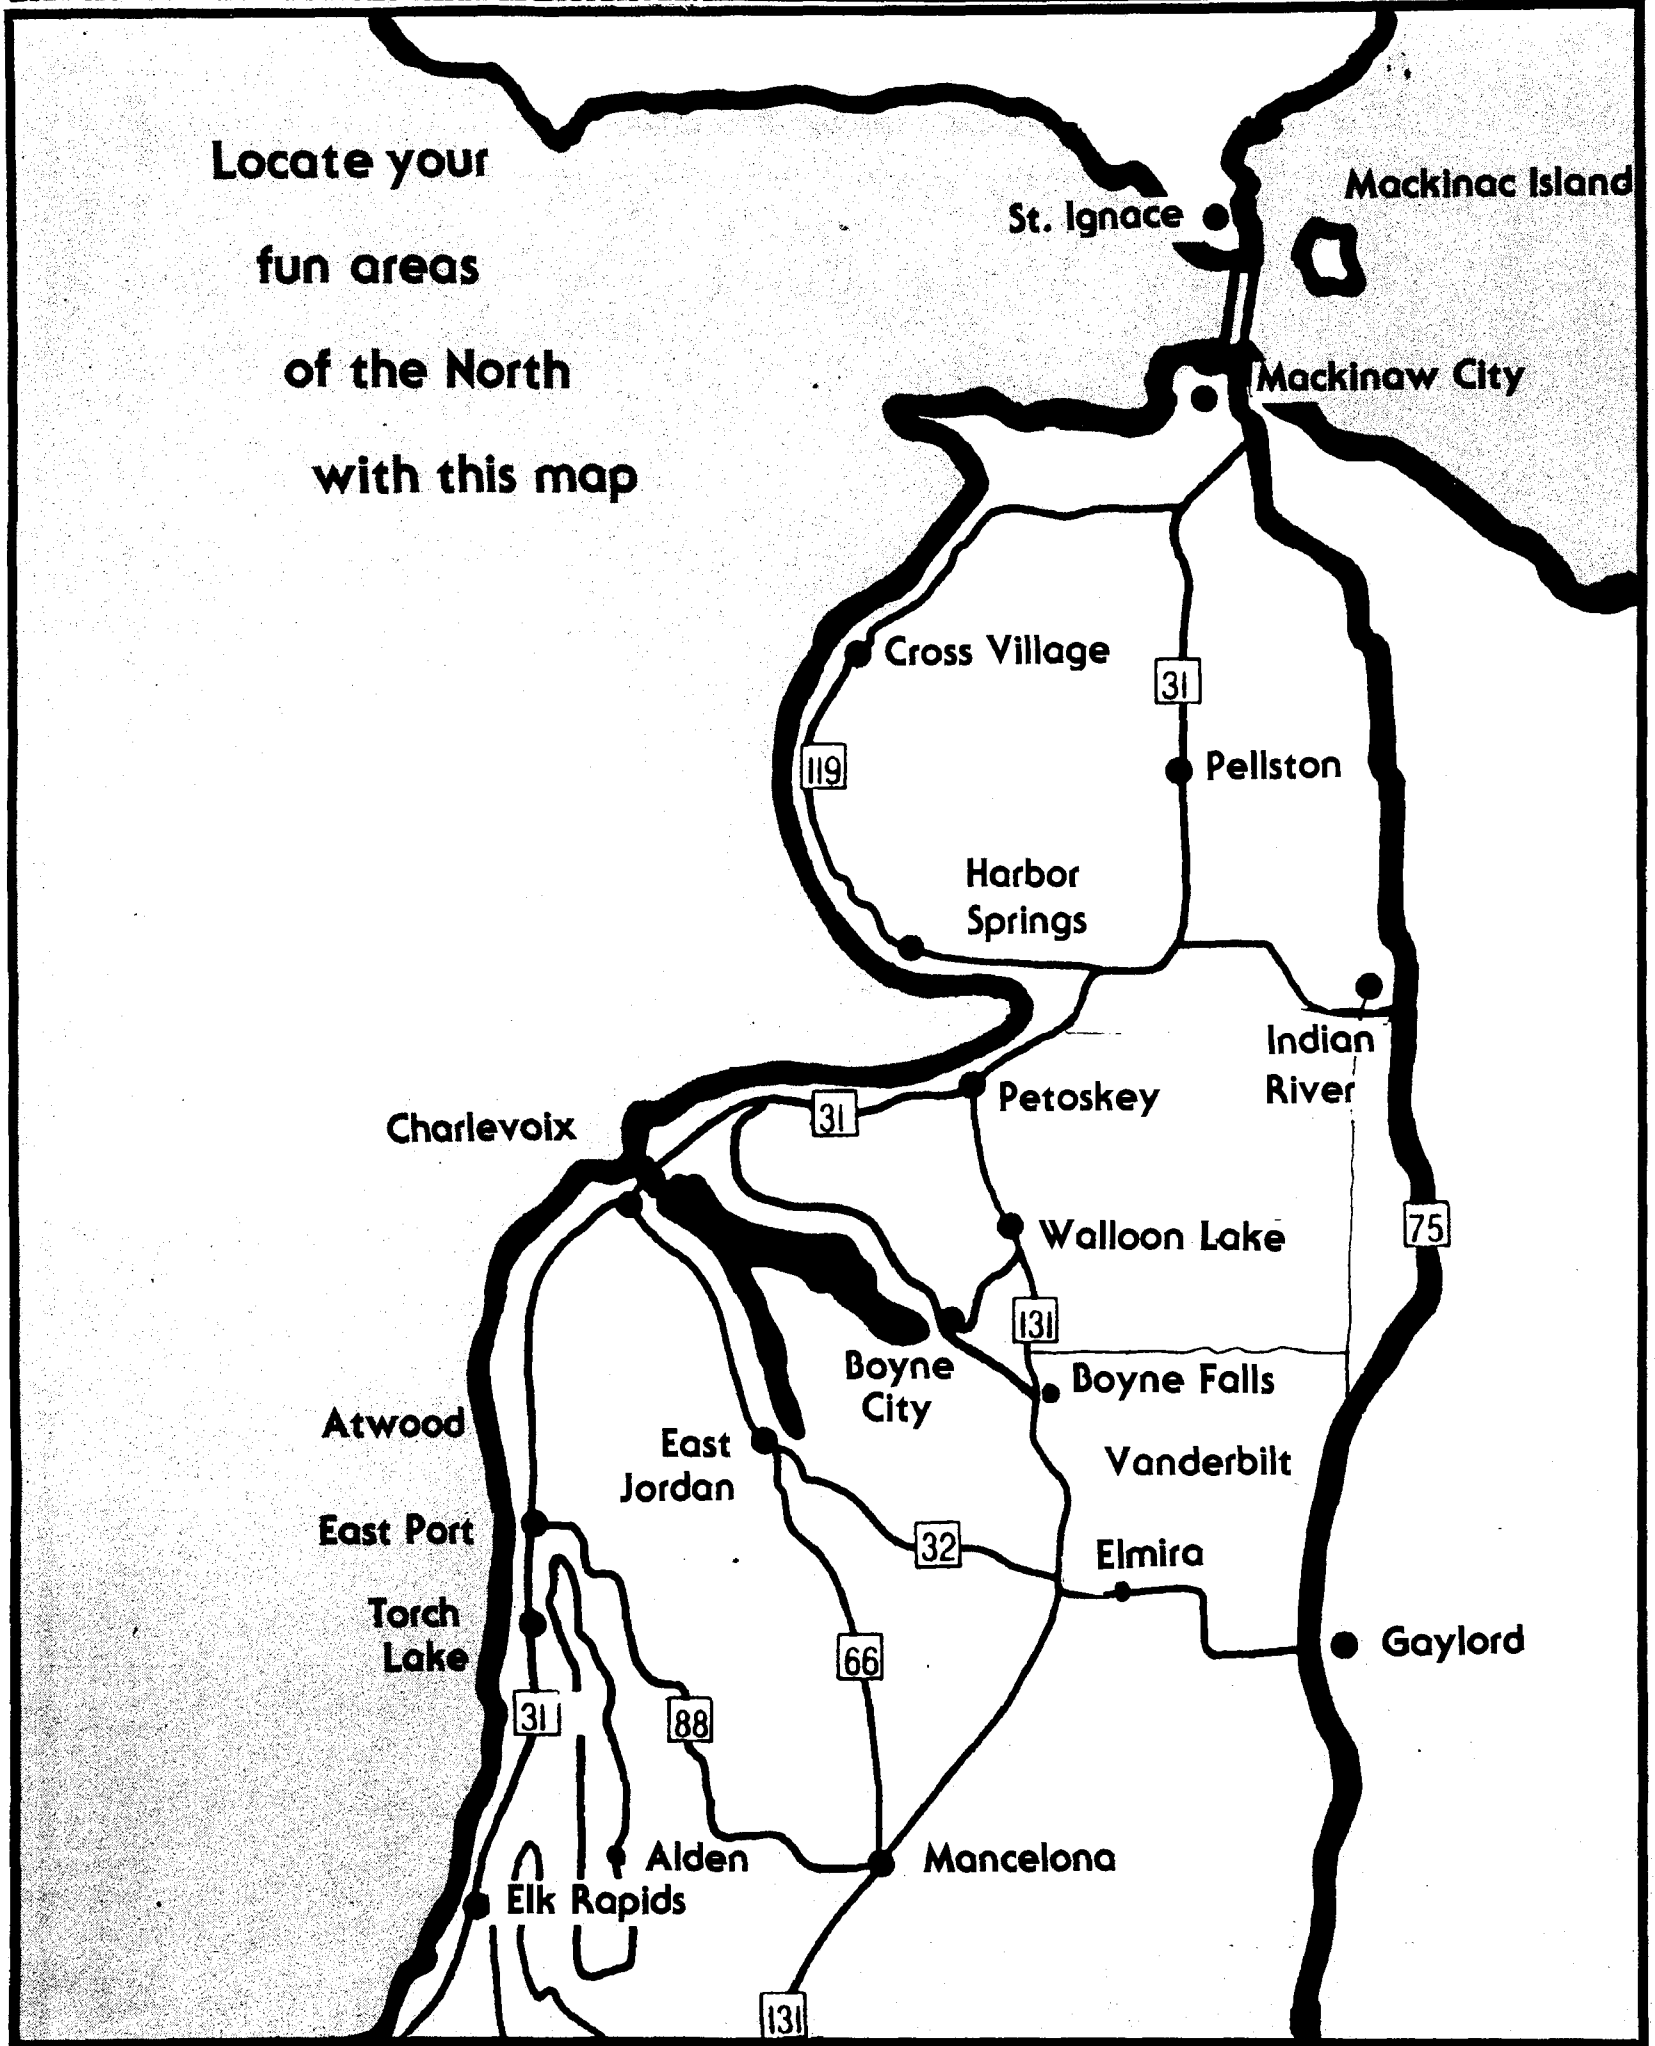 Locate your
fun areas
of the North
with this map
Mackinac Island
St. Ignace
Mackinaw City
Cross Village
31
119
Pellston
Harbor
Springs
Indian
River
Petoskey
31
Charlevoix
75
Walloon Lake
131
Boyne
City
Boyne Falls
Atwood
East
Jordan
Vanderbilt
East Port
32
Elmira
Torch
Lake
Gaylord
66
31
88
Alden
Mancelona
Elk Rapids
131